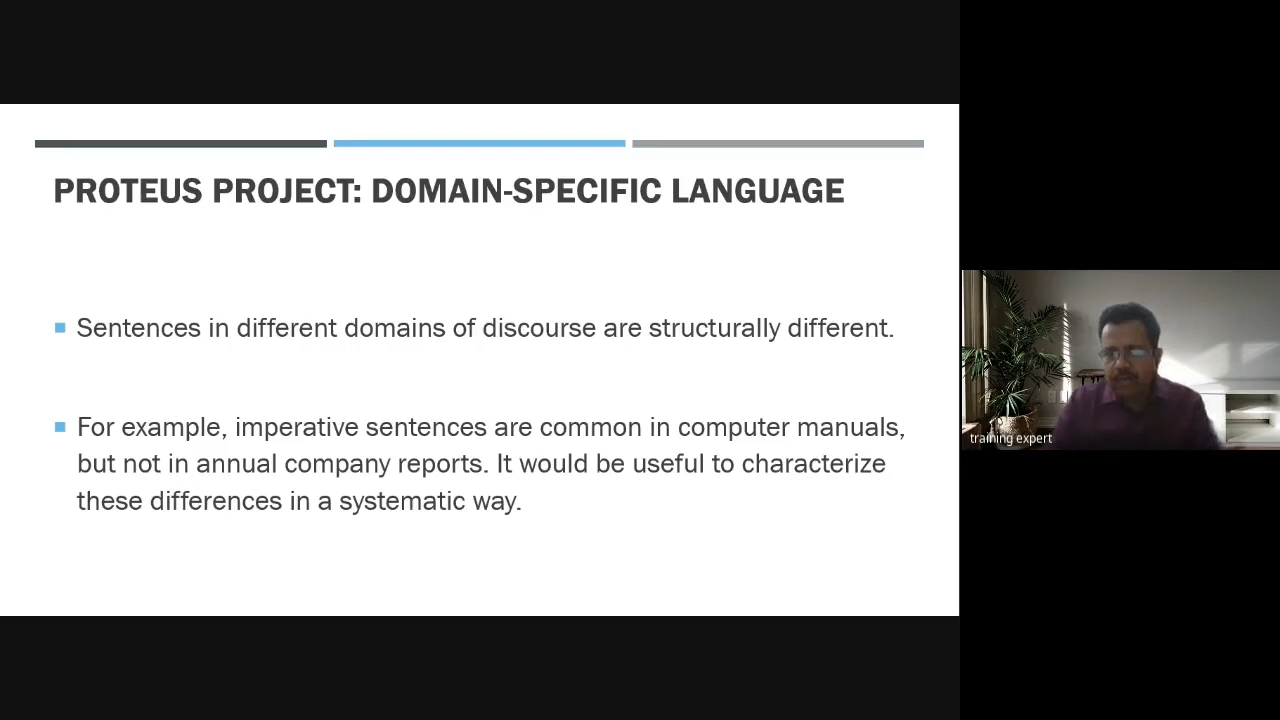 PROTEUS PROJECT: DOMAIN-SPECIFIC LANGUAGE
Sentences in different domains of discourse are structurally different.
For example, imperative sentences are common in computer manuals,
but not in annual company reports. It would be useful to characterize
these differences in a systematic way.
training expert